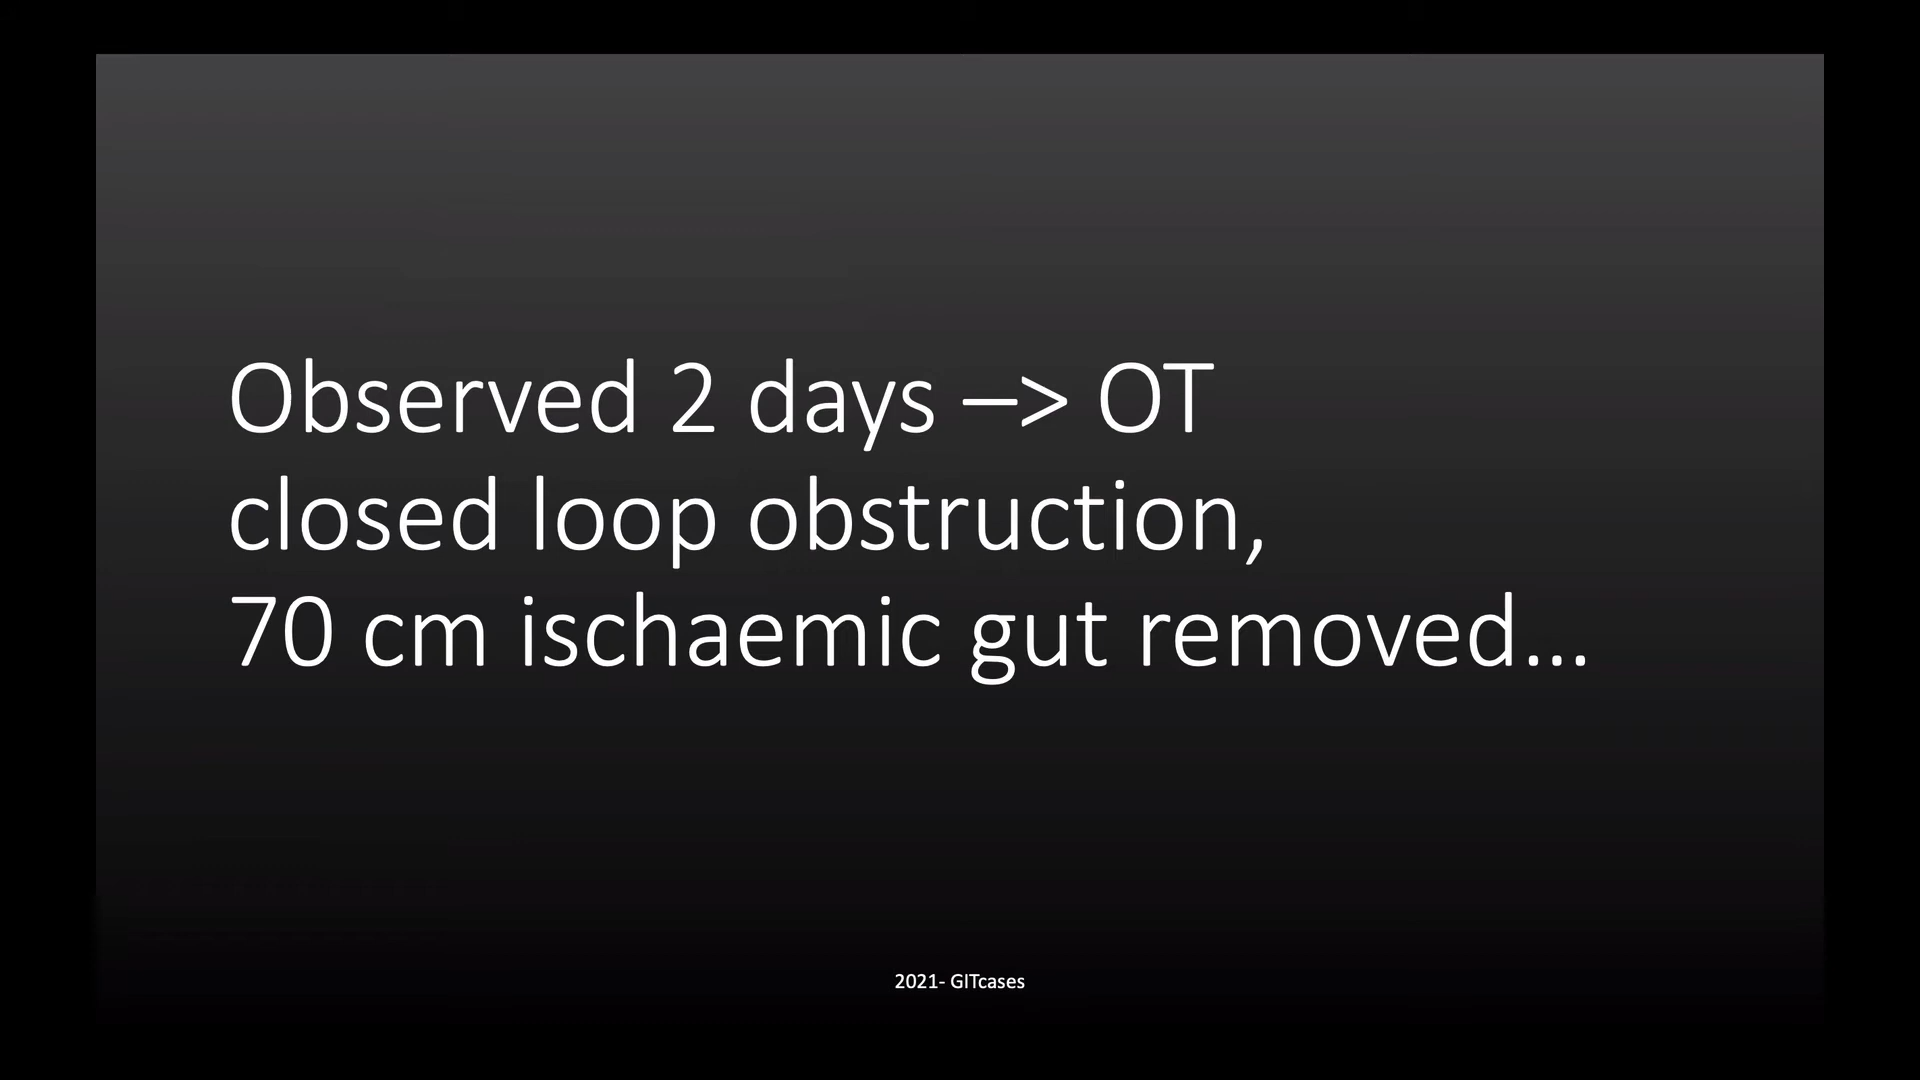 Observed 2 days –> OT
closed loop obstruction,
70 cm ischaemic gut removed...
2021- GITcases